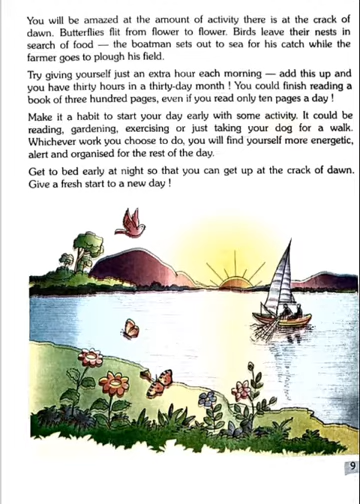 You will be amazed at the amount of activity there is at the crack of
dawn. Butterflies flit from flower to flower. Birds leave their nests in
search of food — the boatman sets out to sea for his catch while the
farmer goes to plough his field.
Try giving yourself just an extra hour each morning — add this up and
you have thirty hours in a thirty-day month ! You could finish reading a
book of three hundred pages, even if you read only ten pages a day !
Make it a habit to start your day early with some activity. It could be
reading, gardening, exercising or just taking your dog for a walk.
Whichever work you choose to do, you will find yourself more energetic,
alert and organised for the rest of the day.
Get to bed early at night so that you can get up at the crack of dawn.
Give a fresh start to a new day !
9